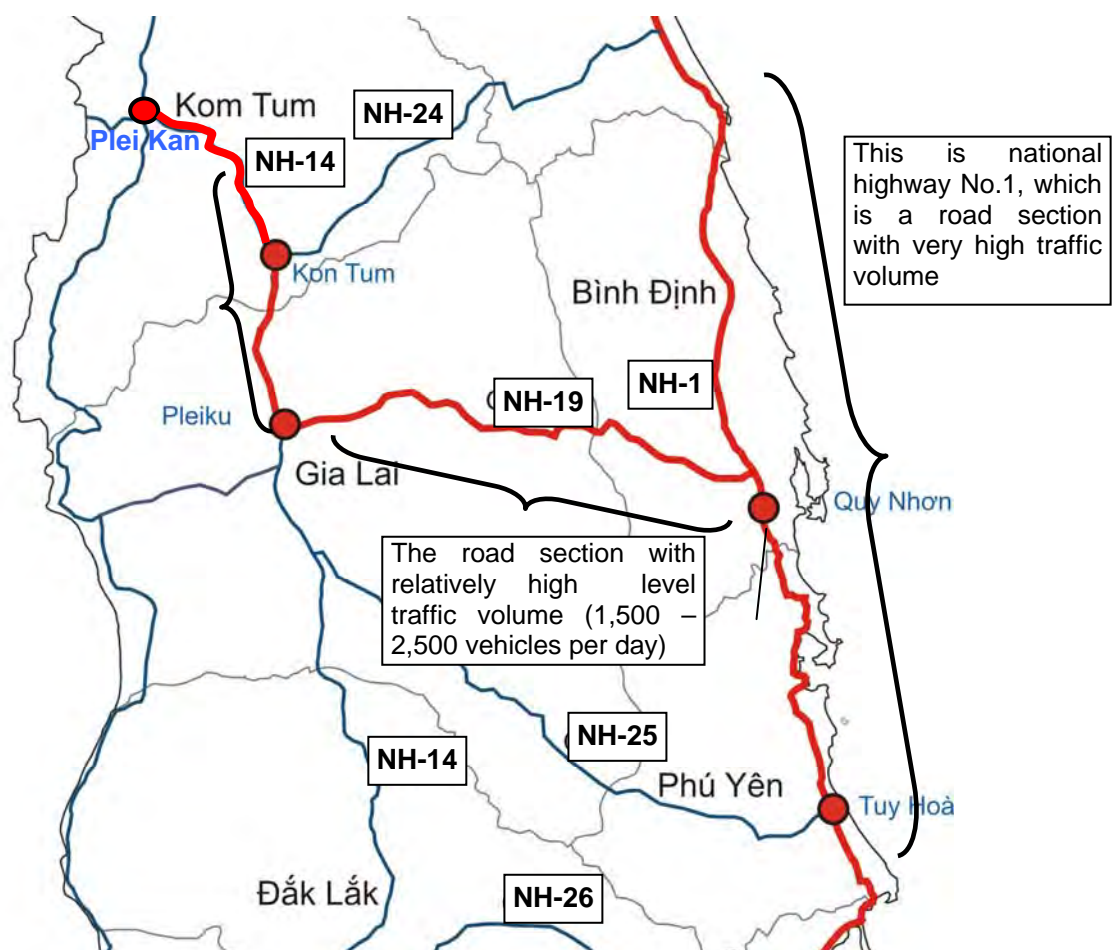 Kom Tum
Plei Kan
NH-24
NH-14
This is national
highway No.1, which
is a road section
with very high traffic
volume
Kon Tum
Bình Định
NH-1
NH-19
Pleiku
Gia Lai
Quy Nhơn
The road section with
relatively high level
traffic volume (1,500 –
2,500 vehicles per day)
NH-25
NH-14
Phú Yên
Tuy Hoà
Đắk Lắk
NH-26